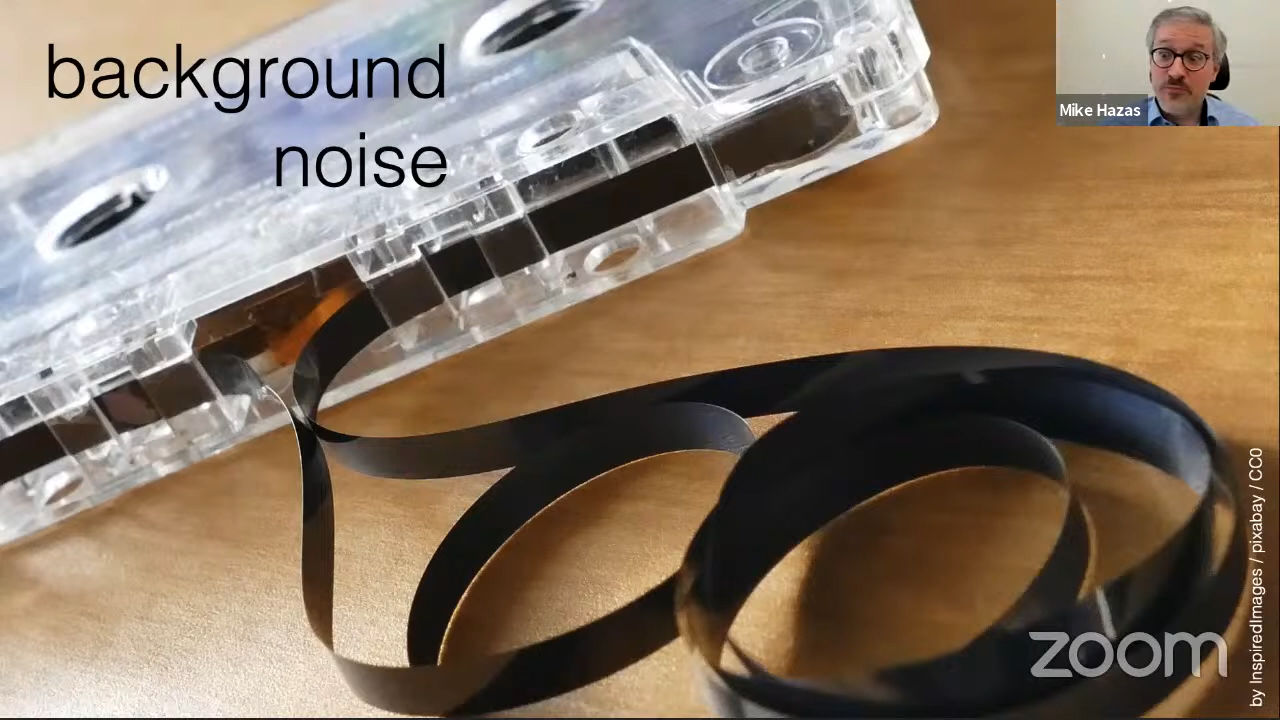 background
noise
Mike Hazas
zoom
by InspiredImages / pixabay / CC0